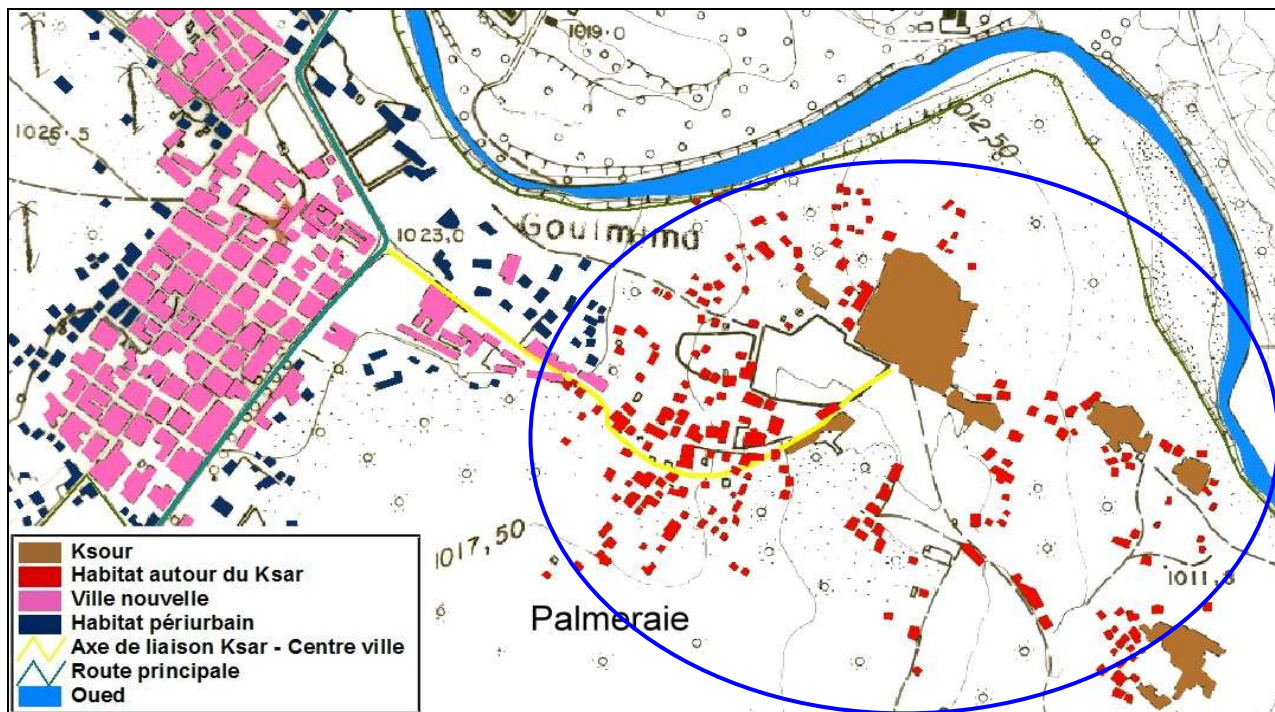 1019.0
1026.5
1012.50
1023,0
Goulmima
1017,50
1011,8
Palmeraie
Ksour
Habitat autour du Ksar
Ville nouvelle
Habitat périurbain
Axe de liaison Ksar - Centre ville
Route principale
Oued